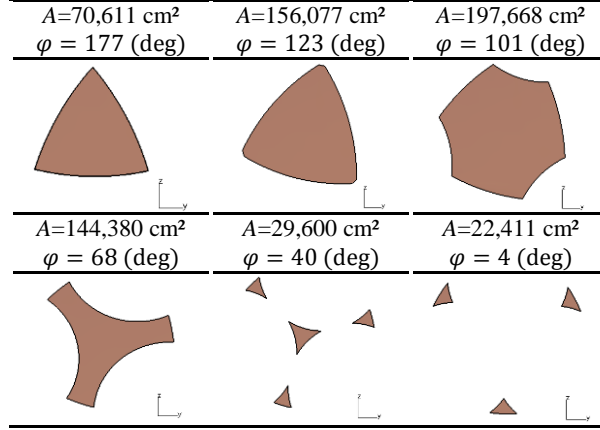 A=70,611 cm² A=156,077 cm² A=197,668 cm²
φ = 177 (deg) φ = 123 (deg) φ = 101 (deg)
z y z y z y
A=144,380 cm² A=29,600 cm² A=22,411 cm²
φ = 68 (deg) φ = 40 (deg) φ = 4 (deg)
z y z y z y